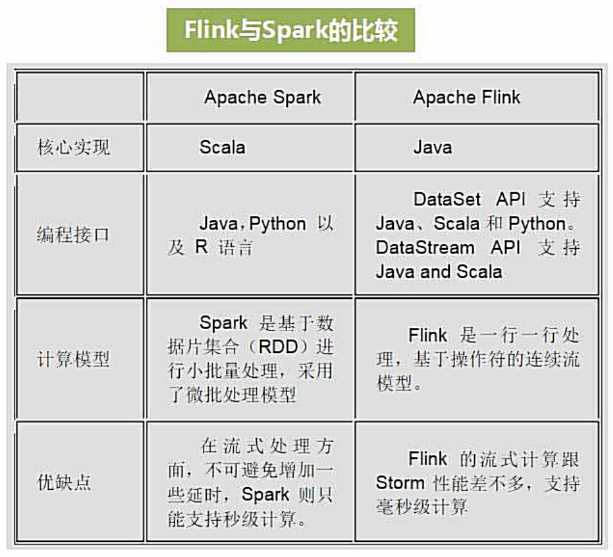 Flink与Spark的比较
Apache Spark
Apache Flink
核心实现
Scala
Java
编程接口
Java，Python 以
及 R 语言
DataSet API 支持
Java、Scala 和 Python。
DataStream API 支持
Java and Scala
计算模型
Spark 是基于数
据片集合（RDD）进
行小批量处理，采用
了微批处理模型
Flink 是一行一行处
理，基于操作符的连续流
模型。
优缺点
在流式处理方
面，不可避免增加一
些延时，Spark 则只
能支持秒级计算。
Flink 的流式计算跟
Storm 性能差不多，支持
毫秒级计算